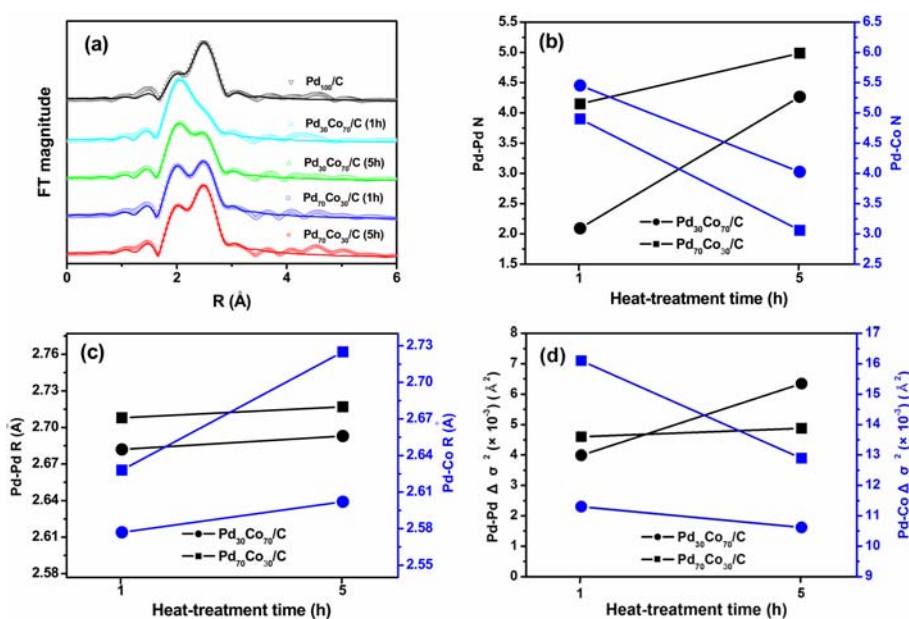 (a)
Pd100/C
Pd30Co70/C (1h)
Pd30Co70/C (5h)
Pd70Co30/C (1h)
Pd70Co30/C (5h)
FT magnitude
0 1 2 3 4 5 6
R (Å)
(b)
5.5
5.0
4.5
4.0
3.5
3.0
2.5
2.0
1.5
Pd-Pd N
6.5
6.0
5.5
5.0
4.5
4.0
3.5
3.0
2.5
Pd-Co N
Pd30Co70/C
Pd70Co30/C
1 5
Heat-treatment time (h)
(c)
2.76
2.73
2.70
2.67
2.64
2.61
2.58
Pd-Pd R (Å)
2.73
2.70
2.67
2.64
2.61
2.58
2.55
Pd-Co R (Å)
Pd30Co70/C
Pd70Co30/C
1 5
Heat-treatment time (h)
(d)
8
7
6
5
4
3
2
1
0
Pd-Pd Δ σ² (× 10⁻³) (Å²)
17
16
15
14
13
12
11
10
9
Pd-Co Δ σ² (× 10⁻³) (Å²)
Pd30Co70/C
Pd70Co30/C
1 5
Heat-treatment time (h)